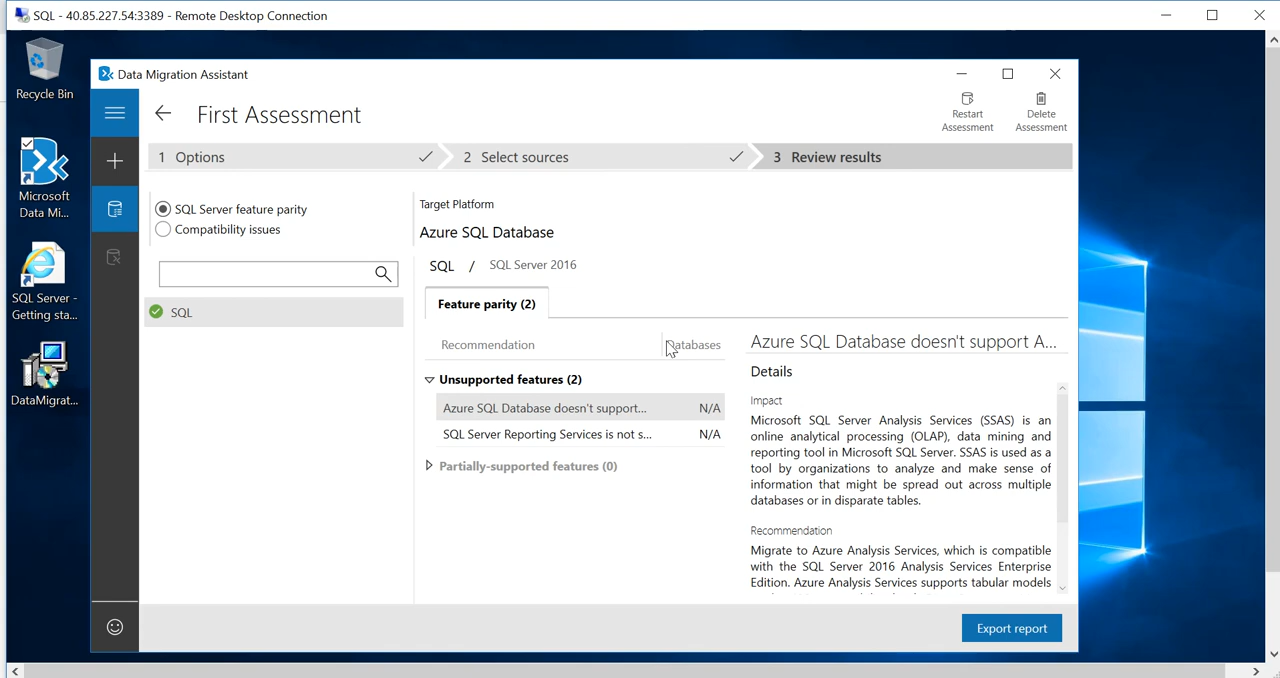 SQL - 40.85.227.54:3389 - Remote Desktop Connection
Recycle Bin
Microsoft
Data Mi...
SQL Server -
Getting sta...
DataMigrat...
Data Migration Assistant
First Assessment
Restart
Assessment
Delete
Assessment
1 Options
2 Select sources
3 Review results
SQL Server feature parity
Compatibility issues
SQL
Target Platform
Azure SQL Database
SQL / SQL Server 2016
Feature parity (2)
Recommendation
Unsupported features (2)
Azure SQL Database doesn't support... N/A
SQL Server Reporting Services is not s... N/A
Partially-supported features (0)
Azure SQL Database doesn't support A...
Details
Impact
Microsoft SQL Server Analysis Services (SSAS) is an
online analytical processing (OLAP), data mining and
reporting tool in Microsoft SQL Server. SSAS is used as a
tool by organizations to analyze and make sense of
information that might be spread out across multiple
databases or in disparate tables.
Recommendation
Migrate to Azure Analysis Services, which is compatible
with the SQL Server 2016 Analysis Services Enterprise
Edition. Azure Analysis Services supports tabular models
Export report